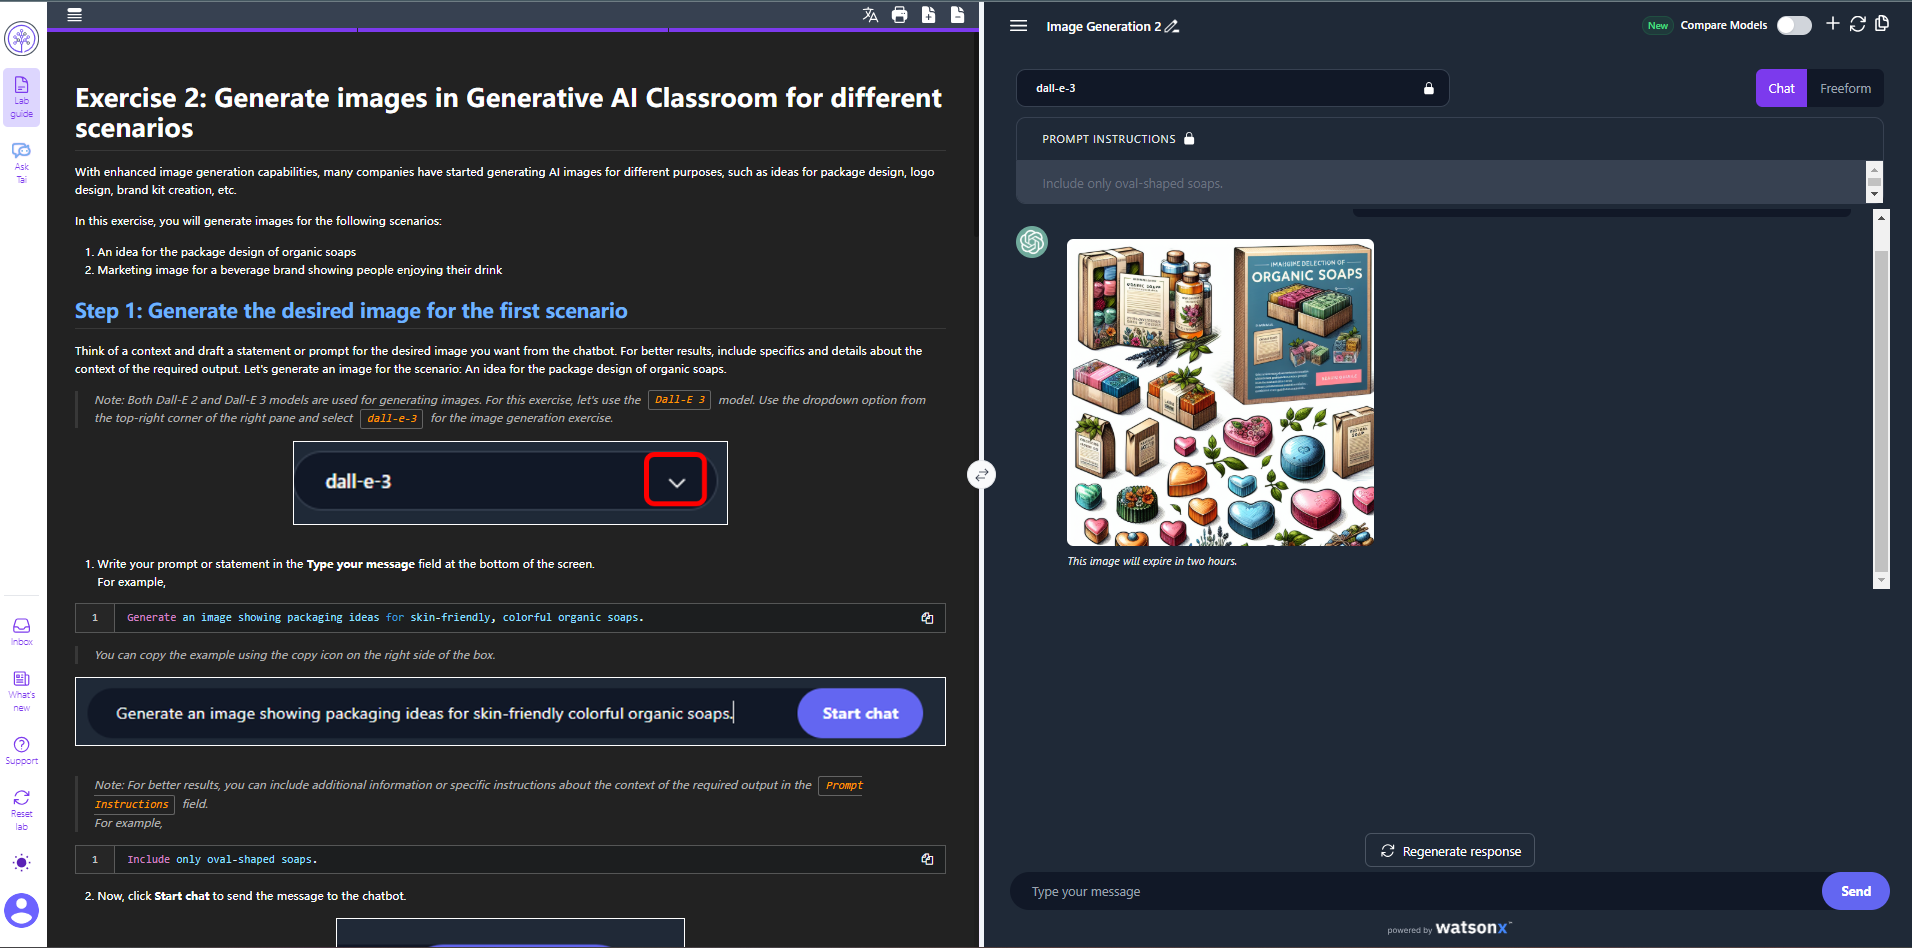 Lab
guide
Ask
Tai
Inbox
What's
new
Support
Reset
lab
Exercise 2: Generate images in Generative AI Classroom for different
scenarios
With enhanced image generation capabilities, many companies have started generating AI images for different purposes, such as ideas for package design, logo
design, brand kit creation, etc.
In this exercise, you will generate images for the following scenarios:
1. An idea for the package design of organic soaps
2. Marketing image for a beverage brand showing people enjoying their drink
Step 1: Generate the desired image for the first scenario
Think of a context and draft a statement or prompt for the desired image you want from the chatbot. For better results, include specifics and details about the
context of the required output. Let's generate an image for the scenario: An idea for the package design of organic soaps.
Note: Both Dall-E 2 and Dall-E 3 models are used for generating images. For this exercise, let's use the Dall-E 3 model. Use the dropdown option from
the top-right corner of the right pane and select dall-e-3 for the image generation exercise.
dall-e-3
1. Write your prompt or statement in the Type your message field at the bottom of the screen.
For example,
1 Generate an image showing packaging ideas for skin-friendly, colorful organic soaps.
You can copy the example using the copy icon on the right side of the box.
Generate an image showing packaging ideas for skin-friendly colorful organic soaps. Start chat
Note: For better results, you can include additional information or specific instructions about the context of the required output in the Prompt
Instructions field.
For example,
1 Include only oval-shaped soaps.
2. Now, click Start chat to send the message to the chatbot.
Image Generation 2
New Compare Models
dall-e-3
Chat Freeform
PROMPT INSTRUCTIONS
Include only oval-shaped soaps.
ORGANIC SOAPS
This image will expire in two hours.
Regenerate response
Type your message Send
powered by watsonx